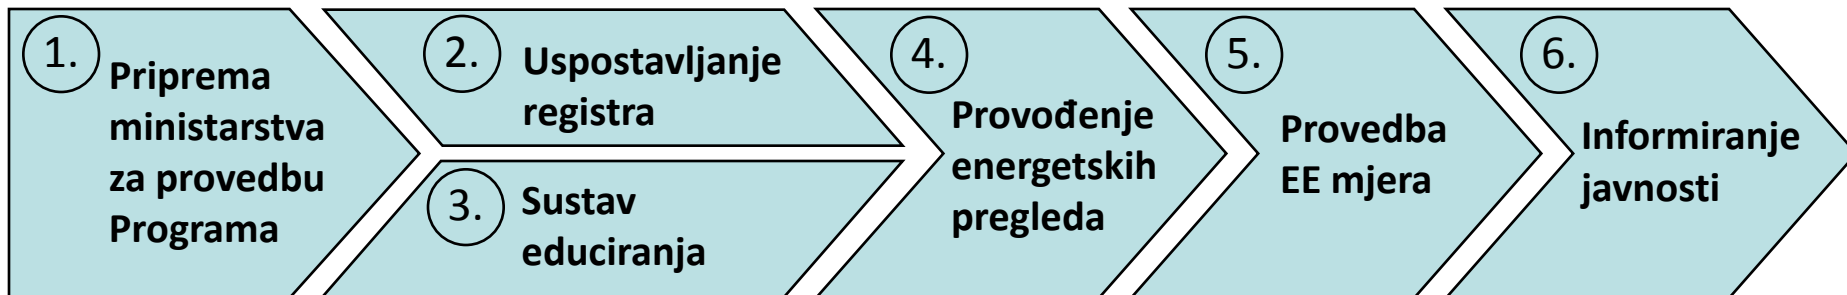 1.
Priprema
ministarstva
za provedbu
Programa
2.
Uspostavljanje
registra
3.
Sustav
educiranja
4.
Provođenje
energetskih
pregleda
5.
Provedba
EE mjera
6.
Informiranje
javnosti